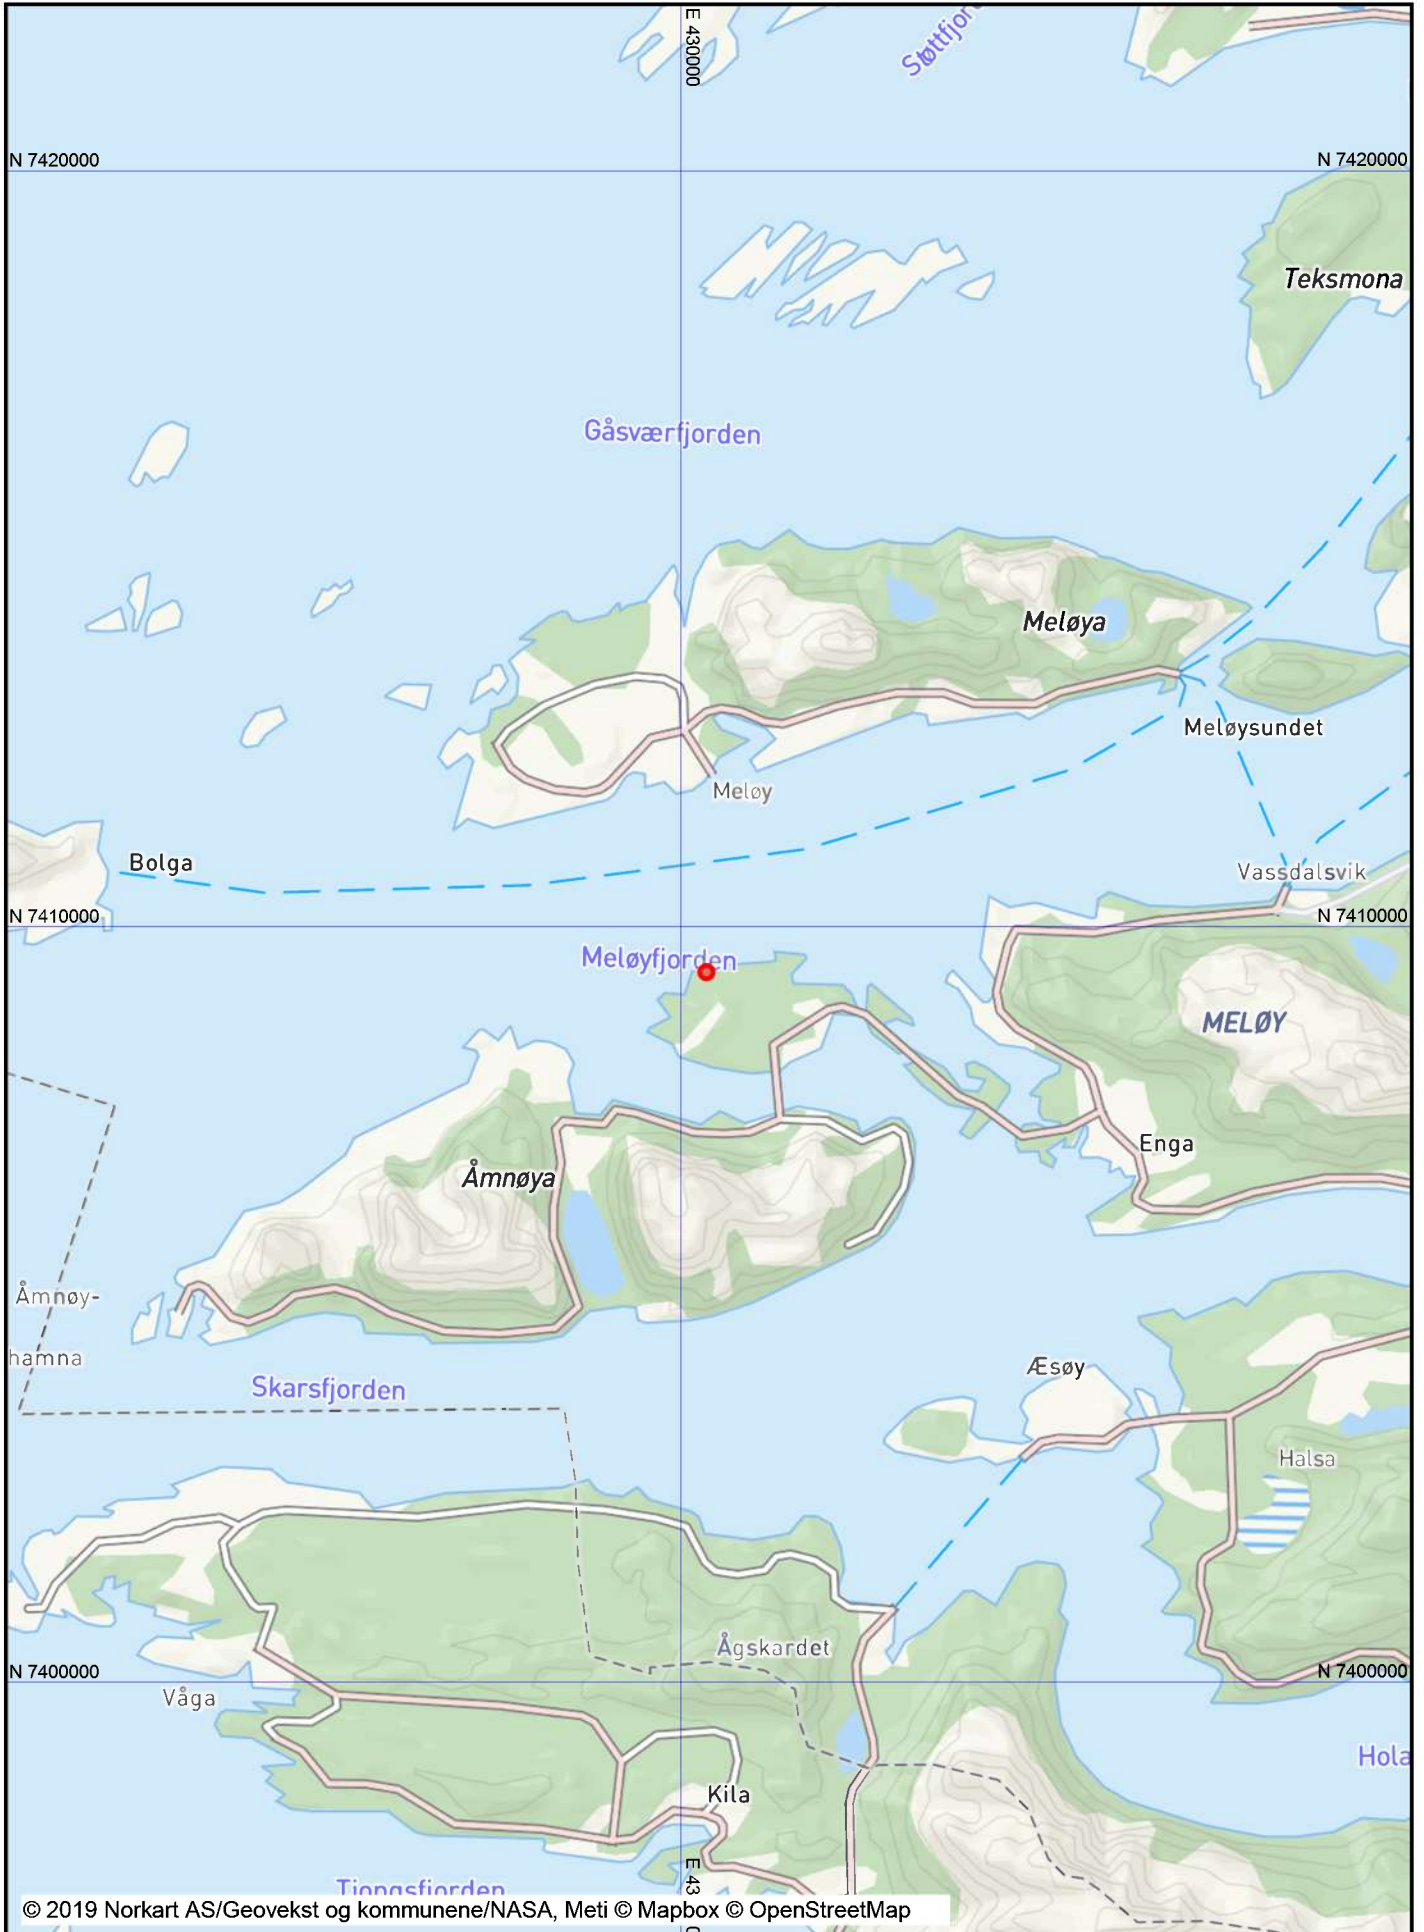 E 430000
Støttfjor
N 7420000
N 7420000
Teksmona
Gåsværfjorden
Meløya
Meløysundet
Meløy
Bolga
Vassdalsvik
N 7410000
N 7410000
Meløyfjorden
MELØY
Enga
Åmnøya
Åmnøy-
hamna
Æsøy
Skarsfjorden
Halsa
Ågskardet
N 7400000
N 7400000
Våga
Hola
Kila
E 43
Tjongsfjorden
© 2019 Norkart AS/Geovekst og kommunene/NASA, Meti © Mapbox © OpenStreetMap